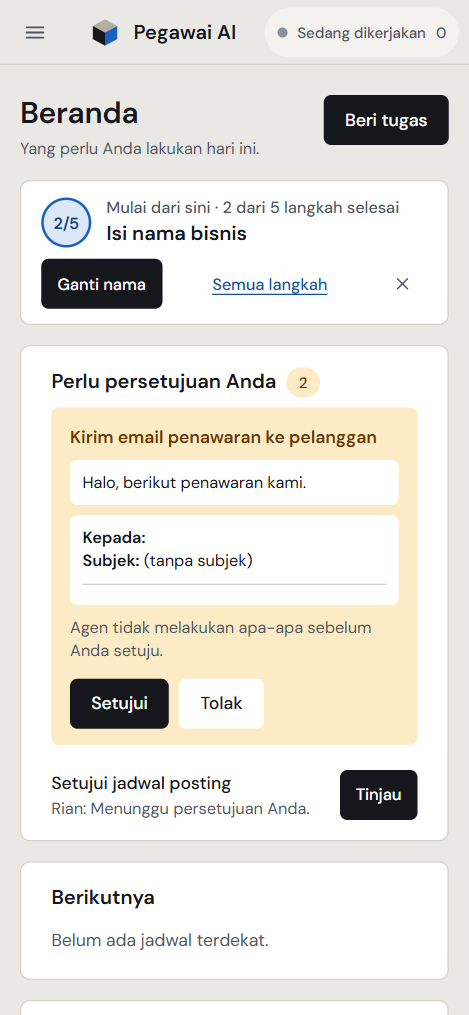 Pegawai AI
Sedang dikerjakan 0
Beranda
Yang perlu Anda lakukan hari ini.
Beri tugas
2/5
Mulai dari sini · 2 dari 5 langkah selesai
Isi nama bisnis
Ganti nama
Semua langkah
Perlu persetujuan Anda 2
Kirim email penawaran ke pelanggan
Halo, berikut penawaran kami.
Kepada:
Subjek: (tanpa subjek)
Agen tidak melakukan apa-apa sebelum
Anda setuju.
Setujui
Tolak
Setujui jadwal posting
Rian: Menunggu persetujuan Anda.
Tinjau
Berikutnya
Belum ada jadwal terdekat.